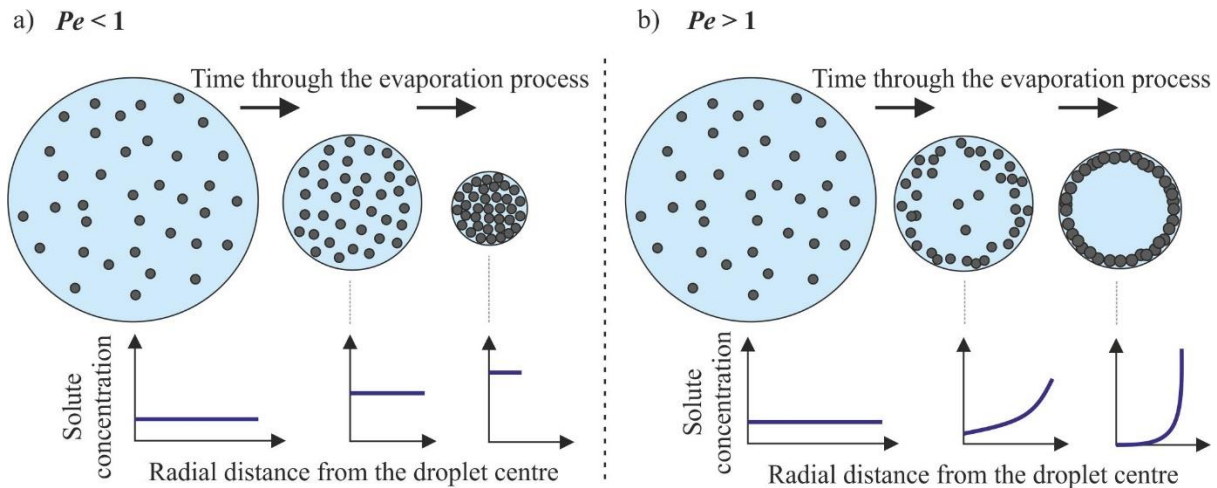 a) Pe < 1
Time through the evaporation process
Solute
concentration
Radial distance from the droplet centre
b) Pe > 1
Time through the evaporation process
Solute
concentration
Radial distance from the droplet centre